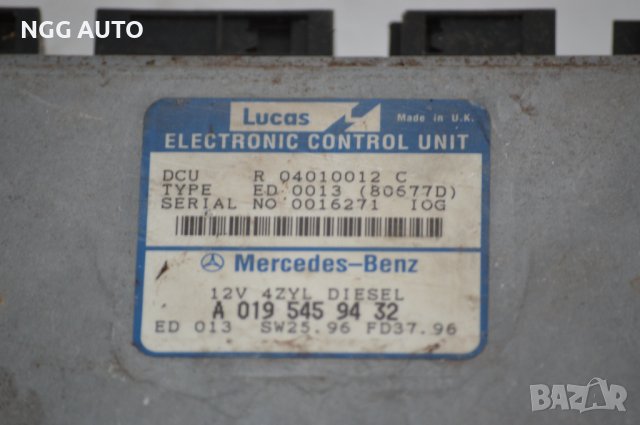 NGG AUTO
Lucas Made in U.K.
ELECTRONIC CONTROL UNIT
DCU R 04010012 C
TYPE ED 0013 (80677D)
SERIAL NO 0016271 IOG
Mercedes-Benz
12V 4ZYL DIESEL
A 019 545 94 32
ED 013 SW25.96 FD37.96
BAZAR